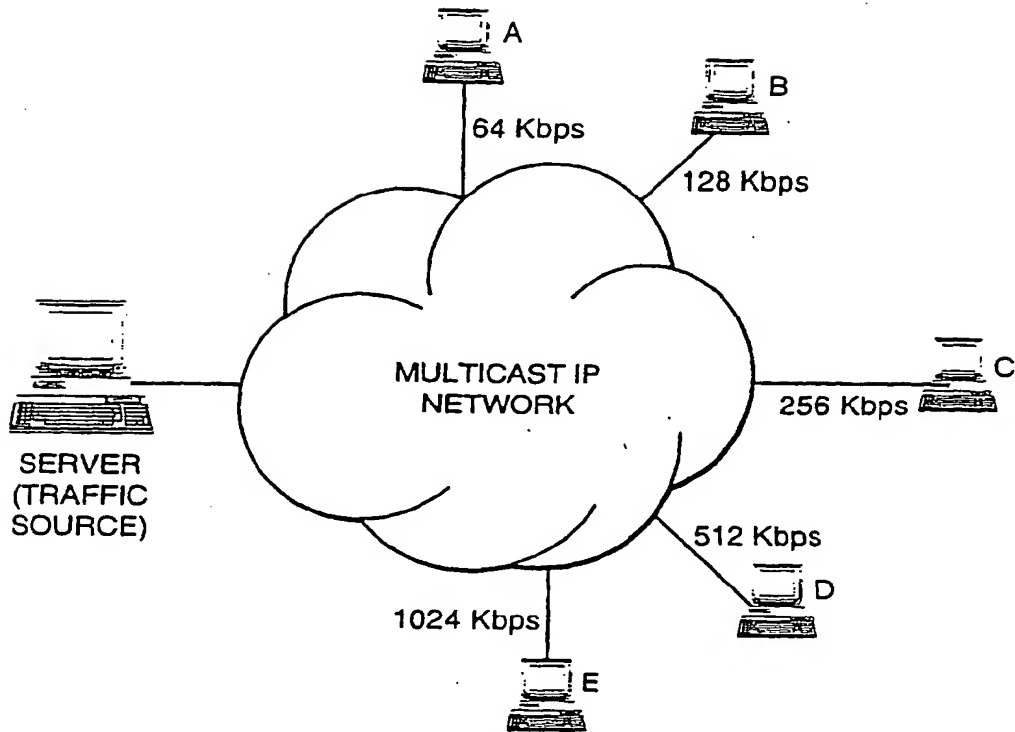 A
64 Kbps
B
128 Kbps
MULTICAST IP
NETWORK
C
256 Kbps
SERVER
(TRAFFIC
SOURCE)
512 Kbps
D
1024 Kbps
E